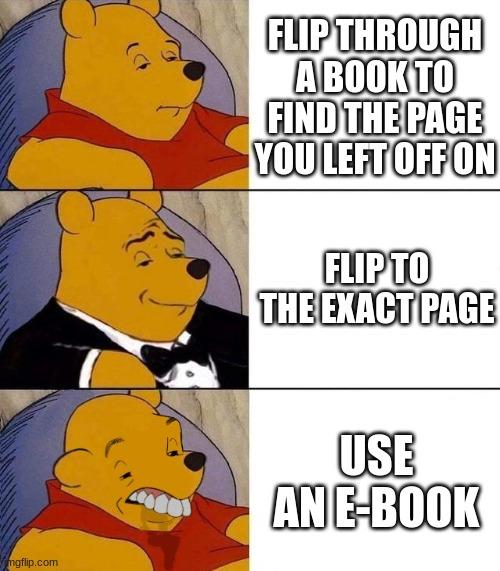 FLIP THROUGH
A BOOK TO
FIND THE PAGE
YOU LEFT OFF ON
FLIP TO
THE EXACT PAGE
USE
AN E-BOOK
imgflip.com